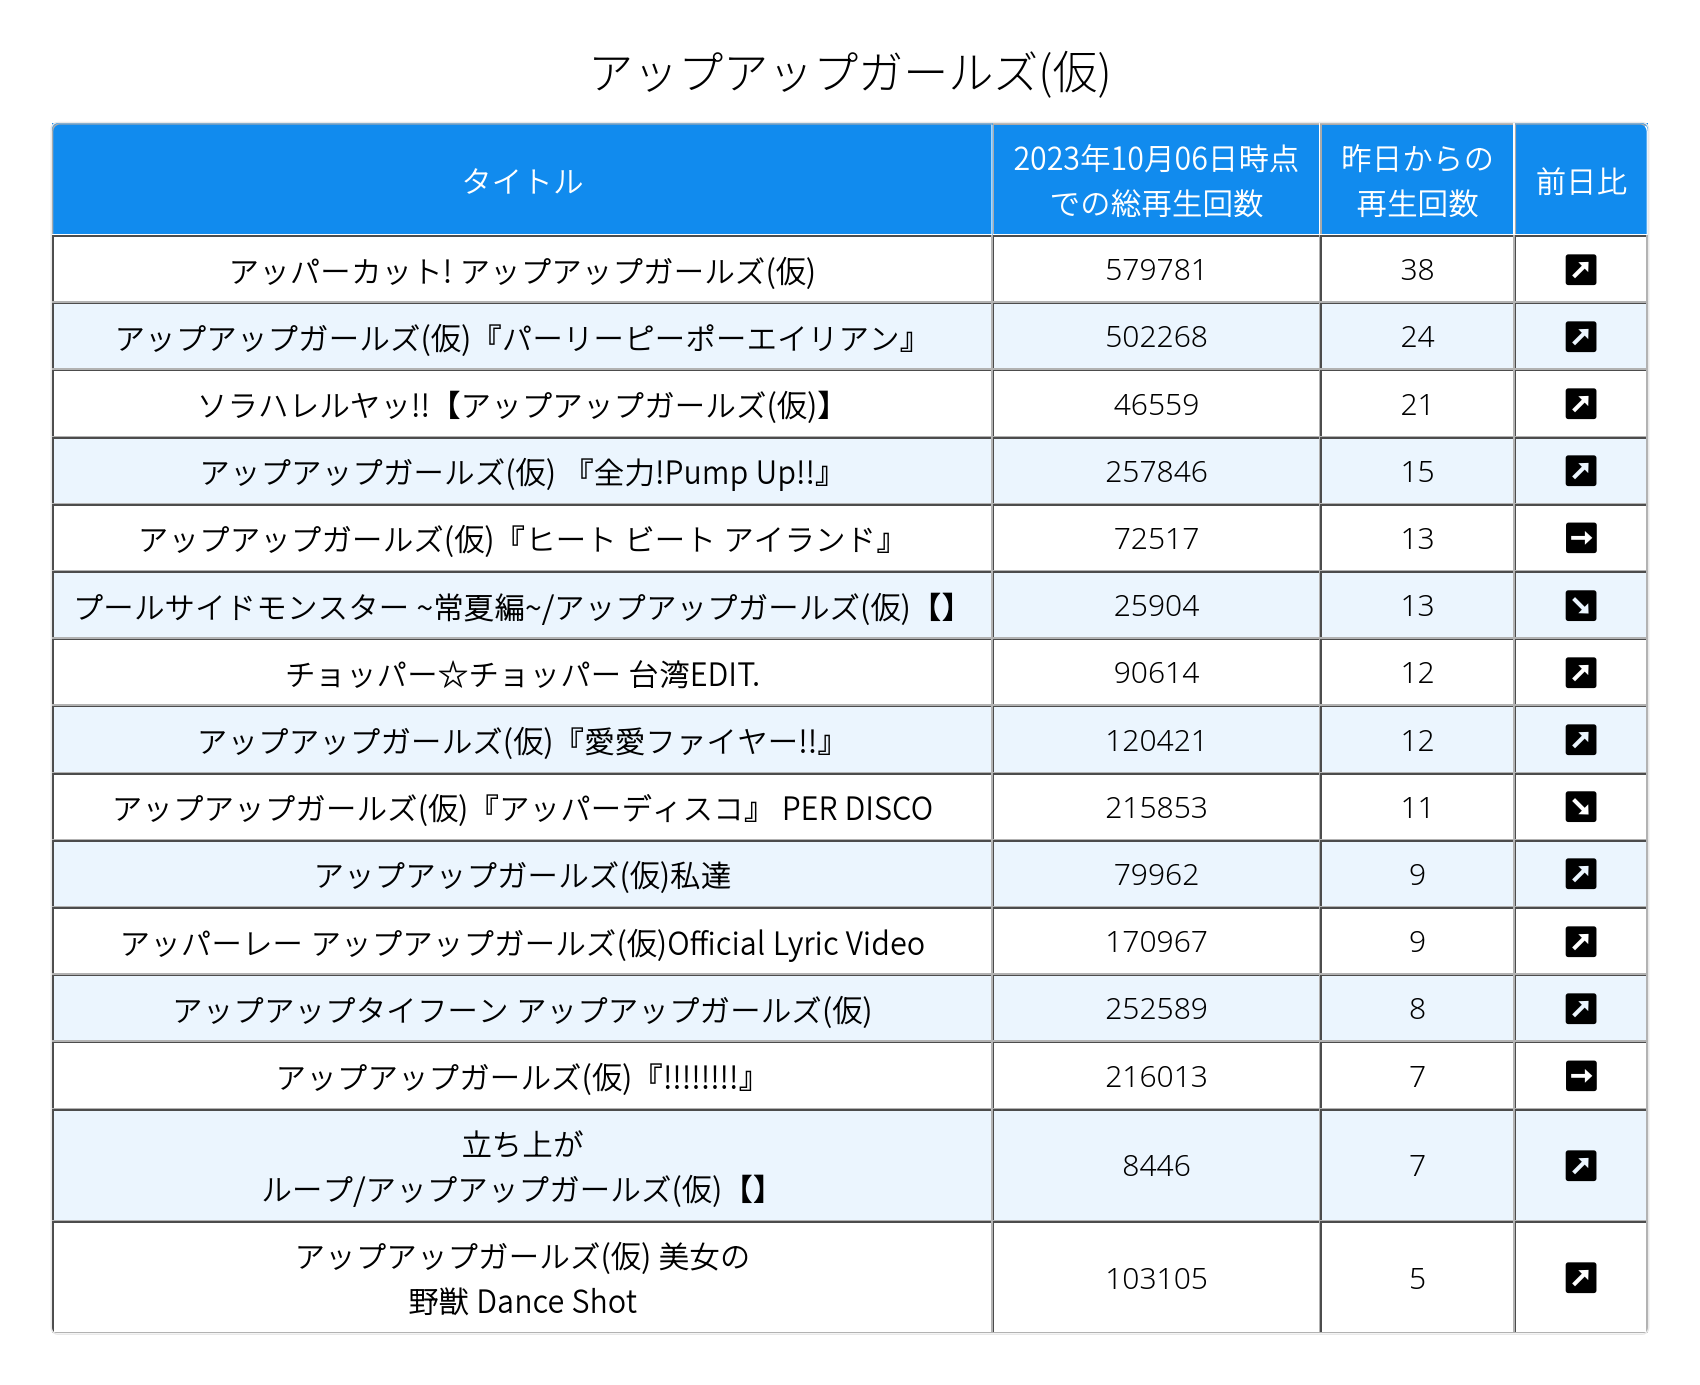 アップアップガールズ(仮)
タイトル 2023年10月06日時点での総再生回数 昨日からの再生回数 前日比
アッパーカット! アップアップガールズ(仮) 579781 38 ↗
アップアップガールズ(仮)『パーリーピーポーエイリアン』 502268 24 ↗
ソラハレルヤッ!!【アップアップガールズ(仮)】 46559 21 ↗
アップアップガールズ(仮) 『全力!Pump Up!!』 257846 15 ↗
アップアップガールズ(仮)『ヒート ビート アイランド』 72517 13 →
プールサイドモンスター ~常夏編~/アップアップガールズ(仮)【】 25904 13 ↘
チョッパー☆チョッパー 台湾EDIT. 90614 12 ↗
アップアップガールズ(仮)『愛愛ファイヤー!!』 120421 12 ↗
アップアップガールズ(仮)『アッパーディスコ』 PER DISCO 215853 11 ↘
アップアップガールズ(仮)私達 79962 9 ↗
アッパーレー アップアップガールズ(仮)Official Lyric Video 170967 9 ↗
アップアップタイフーン アップアップガールズ(仮) 252589 8 ↗
アップアップガールズ(仮)『!!!!!!!!』 216013 7 →
立ち上が
ループ/アップアップガールズ(仮)【】 8446 7 ↗
アップアップガールズ(仮) 美女の
野獣 Dance Shot 103105 5 ↗